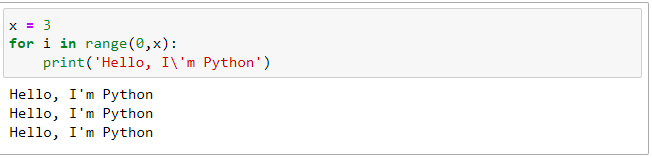 x = 3
for i in range(0,x):
    print('Hello, I\'m Python')
Hello, I'm Python
Hello, I'm Python
Hello, I'm Python